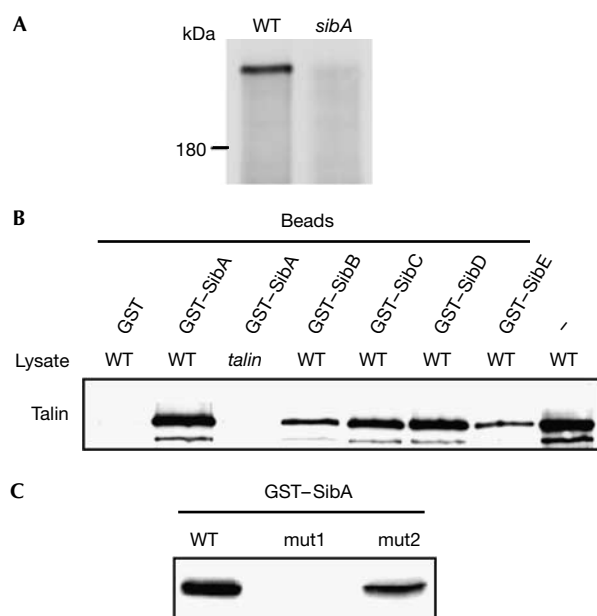 A
kDa
WT sibA
180
B
Beads
GST GST–SibA GST–SibA GST–SibB GST–SibC GST–SibD GST–SibE –
Lysate WT WT talin WT WT WT WT WT
Talin
C
GST–SibA
WT mut1 mut2